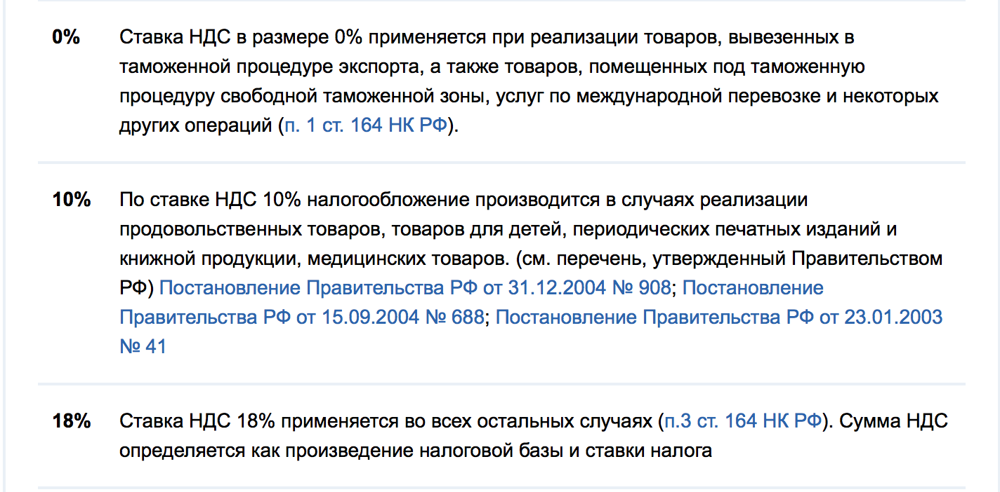 0% Ставка НДС в размере 0% применяется при реализации товаров, вывезенных в
таможенной процедуре экспорта, а также товаров, помещенных под таможенную
процедуру свободной таможенной зоны, услуг по международной перевозке и некоторых
других операций (п. 1 ст. 164 НК РФ).
10% По ставке НДС 10% налогообложение производится в случаях реализации
продовольственных товаров, товаров для детей, периодических печатных изданий и
книжной продукции, медицинских товаров. (см. перечень, утвержденный Правительством
РФ) Постановление Правительства РФ от 31.12.2004 № 908; Постановление
Правительства РФ от 15.09.2004 № 688; Постановление Правительства РФ от 23.01.2003
№ 41
18% Ставка НДС 18% применяется во всех остальных случаях (п.3 ст. 164 НК РФ). Сумма НДС
определяется как произведение налоговой базы и ставки налога